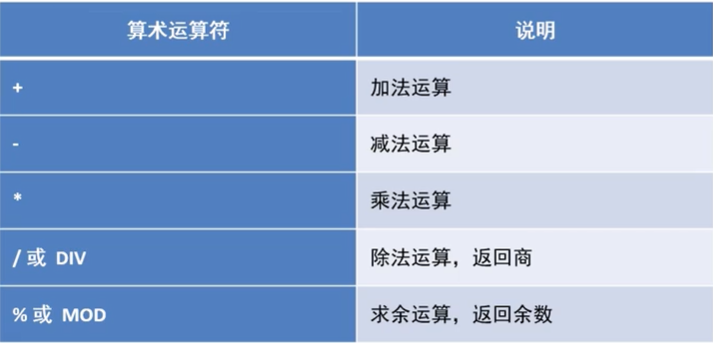 算术运算符 说明
+ 加法运算
- 减法运算
* 乘法运算
/ 或 DIV 除法运算，返回商
% 或 MOD 求余运算，返回余数